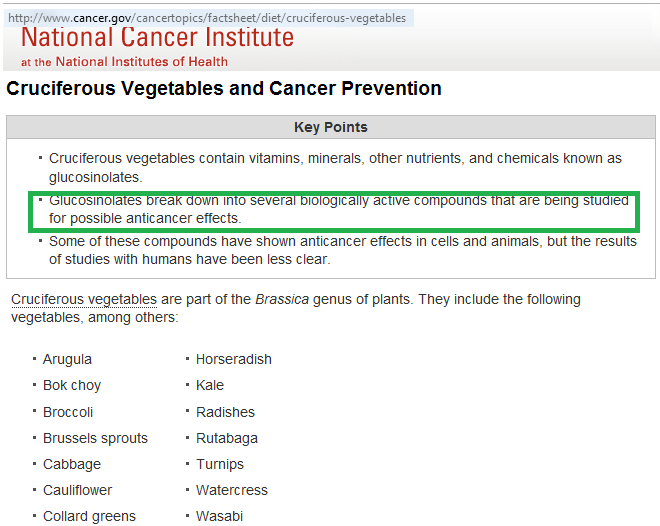 http://www.cancer.gov/cancertopics/factsheet/diet/cruciferous-vegetables
National Cancer Institute
at the National Institutes of Health
Cruciferous Vegetables and Cancer Prevention
Key Points
Cruciferous vegetables contain vitamins, minerals, other nutrients, and chemicals known as
glucosinolates.
Glucosinolates break down into several biologically active compounds that are being studied
for possible anticancer effects.
Some of these compounds have shown anticancer effects in cells and animals, but the results
of studies with humans have been less clear.
Cruciferous vegetables are part of the Brassica genus of plants. They include the following
vegetables, among others:
Arugula
Bok choy
Broccoli
Brussels sprouts
Cabbage
Cauliflower
Collard greens
Horseradish
Kale
Radishes
Rutabaga
Turnips
Watercress
Wasabi